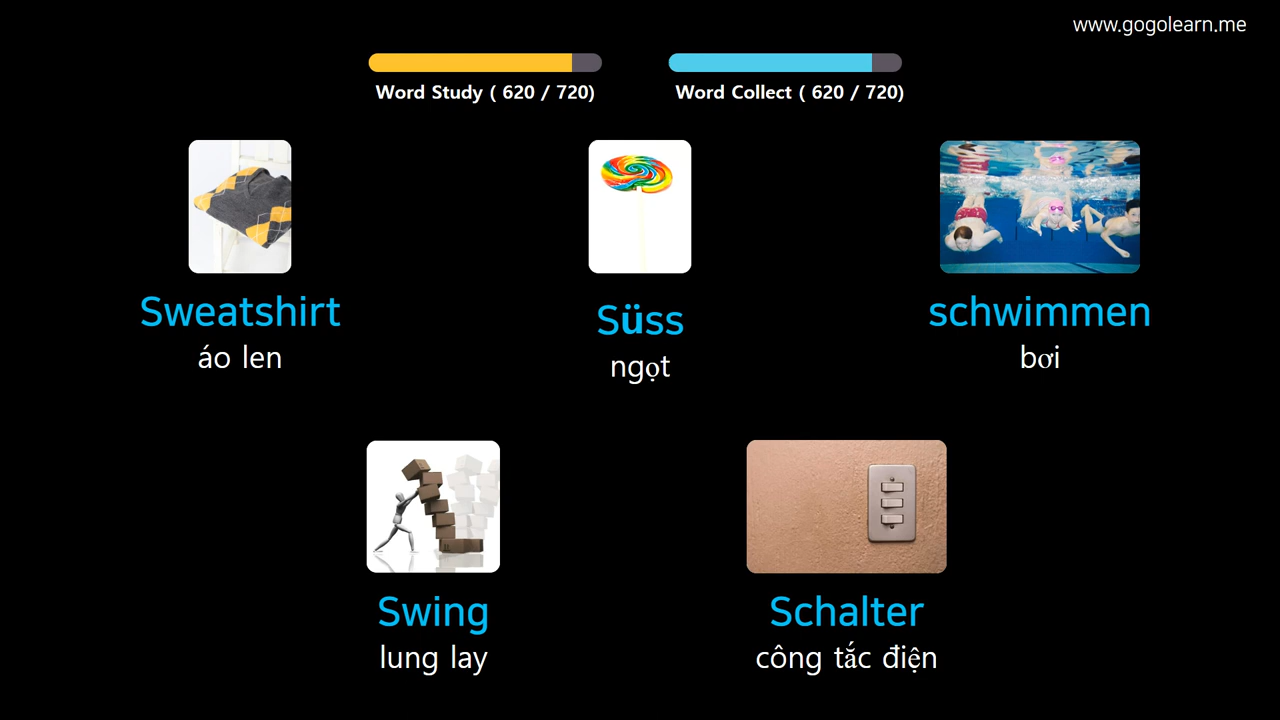 www.gogolearn.me
Word Study ( 620 / 720)
Word Collect ( 620 / 720)
Sweatshirt
áo len
Süss
ngọt
schwimmen
bơi
Swing
lung lay
Schalter
công tắc điện